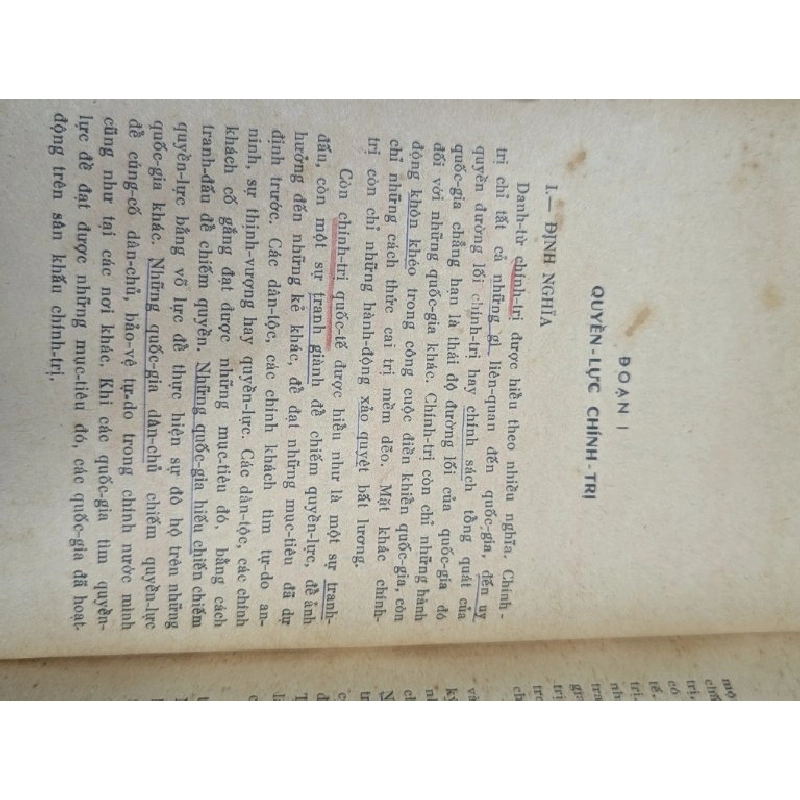 ĐOẠN I
QUYỀN-LỰC CHÍNH-TRỊ
I.— ĐỊNH NGHĨA
Danh-từ chính-trị được hiểu theo nhiều nghĩa. Chính-
trị chỉ tất cả những gì liên-quan đến quốc-gia, đến uy
quyền đường lối chính-trị hay chính sách tổng quát của
quốc-gia chẳng hạn là thái độ đường lối của quốc-gia đó
đối với những quốc-gia khác. Chính-trị còn chỉ những hành
động khôn khéo trong công cuộc điều khiển quốc-gia, còn
chỉ những cách thức cai trị mềm dẽo. Mặt khác chính-
trị còn chỉ những hành-động xảo quyệt bất lương.
Còn chính-trị quốc-tế được hiểu như là một sự tranh-
đấu, còn một sự tranh giành để chiếm quyền-lực, để ảnh
hưởng đến những kẻ khác, để đạt những mục-tiêu đã dự
định trước. Các dân-tộc, các chính khách tìm tự-do an-
ninh, sự thịnh-vượng hay quyền-lực. Các dân-tộc, các chính
khách cố gắng đạt được những mục-tiêu đó, bằng cách
tranh-đấu để chiếm quyền. Những quốc-gia hiếu chiến chiếm
quyền-lực bằng võ lực để thực hiện sự đô hộ trên những
quốc-gia khác. Những quốc-gia dân-chủ chiếm quyền-lực
để củng-cố dân-chủ, bảo-vệ tự-do trong chính nước mình
cũng như tại các nơi khác. Khi các quốc-gia tìm quyền-
lực để đạt được những mục-tiêu đó, các quốc-gia đã hoạt-
động trên sân khấu chính-trị.